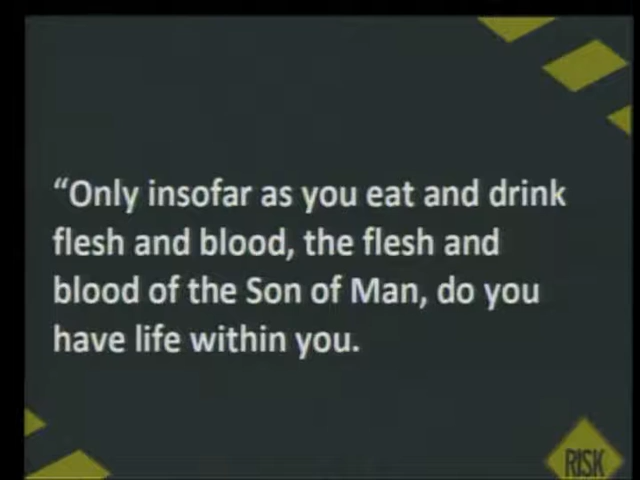 “Only insofar as you eat and drink
flesh and blood, the flesh and
blood of the Son of Man, do you
have life within you.
RISK